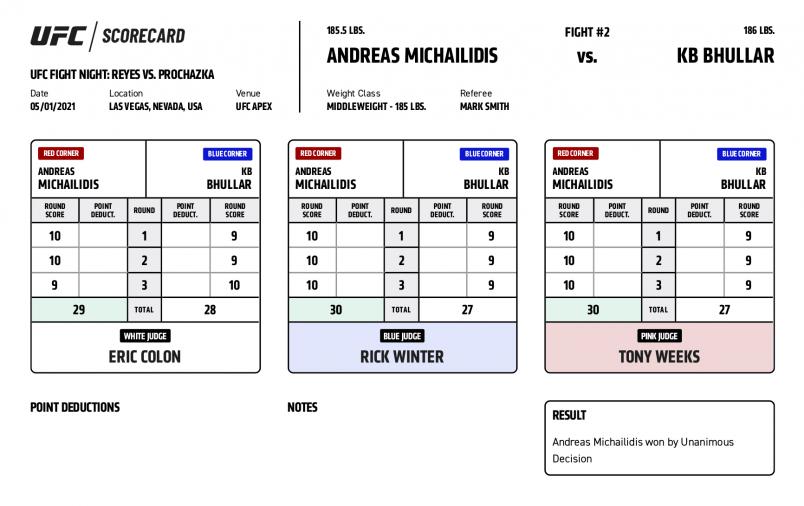 UFC / SCORECARD
UFC FIGHT NIGHT: REYES VS. PROCHAZKA
Date Location Venue
05/01/2021 LAS VEGAS, NEVADA, USA UFC APEX
185.5 LBS. FIGHT #2 186 LBS.
ANDREAS MICHAILIDIS vs. KB BHULLAR
Weight Class Referee
MIDDLEWEIGHT - 185 LBS. MARK SMITH
RED CORNER BLUE CORNER
ANDREAS KB
MICHAILIDIS BHULLAR
ROUND SCORE POINT DEDUCT. ROUND POINT DEDUCT. ROUND SCORE
10 1 9
10 2 9
9 3 10
29 TOTAL 28
WHITE JUDGE
ERIC COLON
RED CORNER BLUE CORNER
ANDREAS KB
MICHAILIDIS BHULLAR
ROUND SCORE POINT DEDUCT. ROUND POINT DEDUCT. ROUND SCORE
10 1 9
10 2 9
10 3 9
30 TOTAL 27
BLUE JUDGE
RICK WINTER
RED CORNER BLUE CORNER
ANDREAS KB
MICHAILIDIS BHULLAR
ROUND SCORE POINT DEDUCT. ROUND POINT DEDUCT. ROUND SCORE
10 1 9
10 2 9
10 3 9
30 TOTAL 27
PINK JUDGE
TONY WEEKS
POINT DEDUCTIONS
NOTES
RESULT
Andreas Michailidis won by Unanimous
Decision